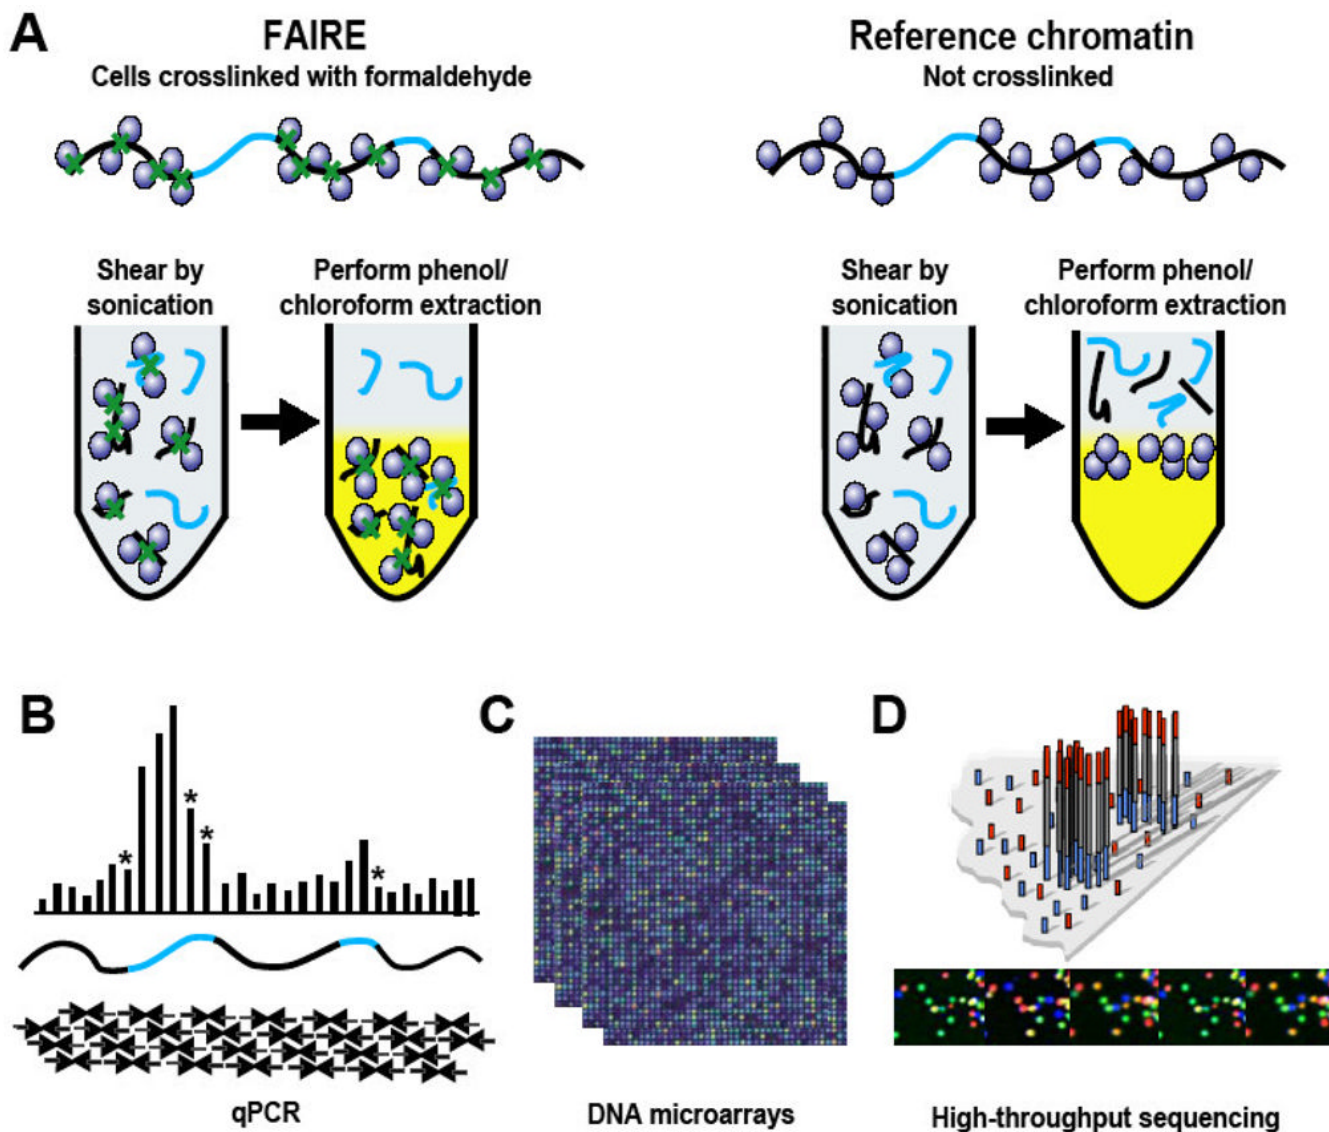 A
FAIRE
Cells crosslinked with formaldehyde
Reference chromatin
Not crosslinked
Shear by
sonication
Perform phenol/
chloroform extraction
Shear by
sonication
Perform phenol/
chloroform extraction
B
*
*
*
*
qPCR
C
DNA microarrays
D
High-throughput sequencing